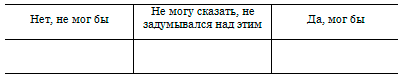 Нет, не мог бы
Не могу сказать, не
задумывался над этим
Да, мог бы